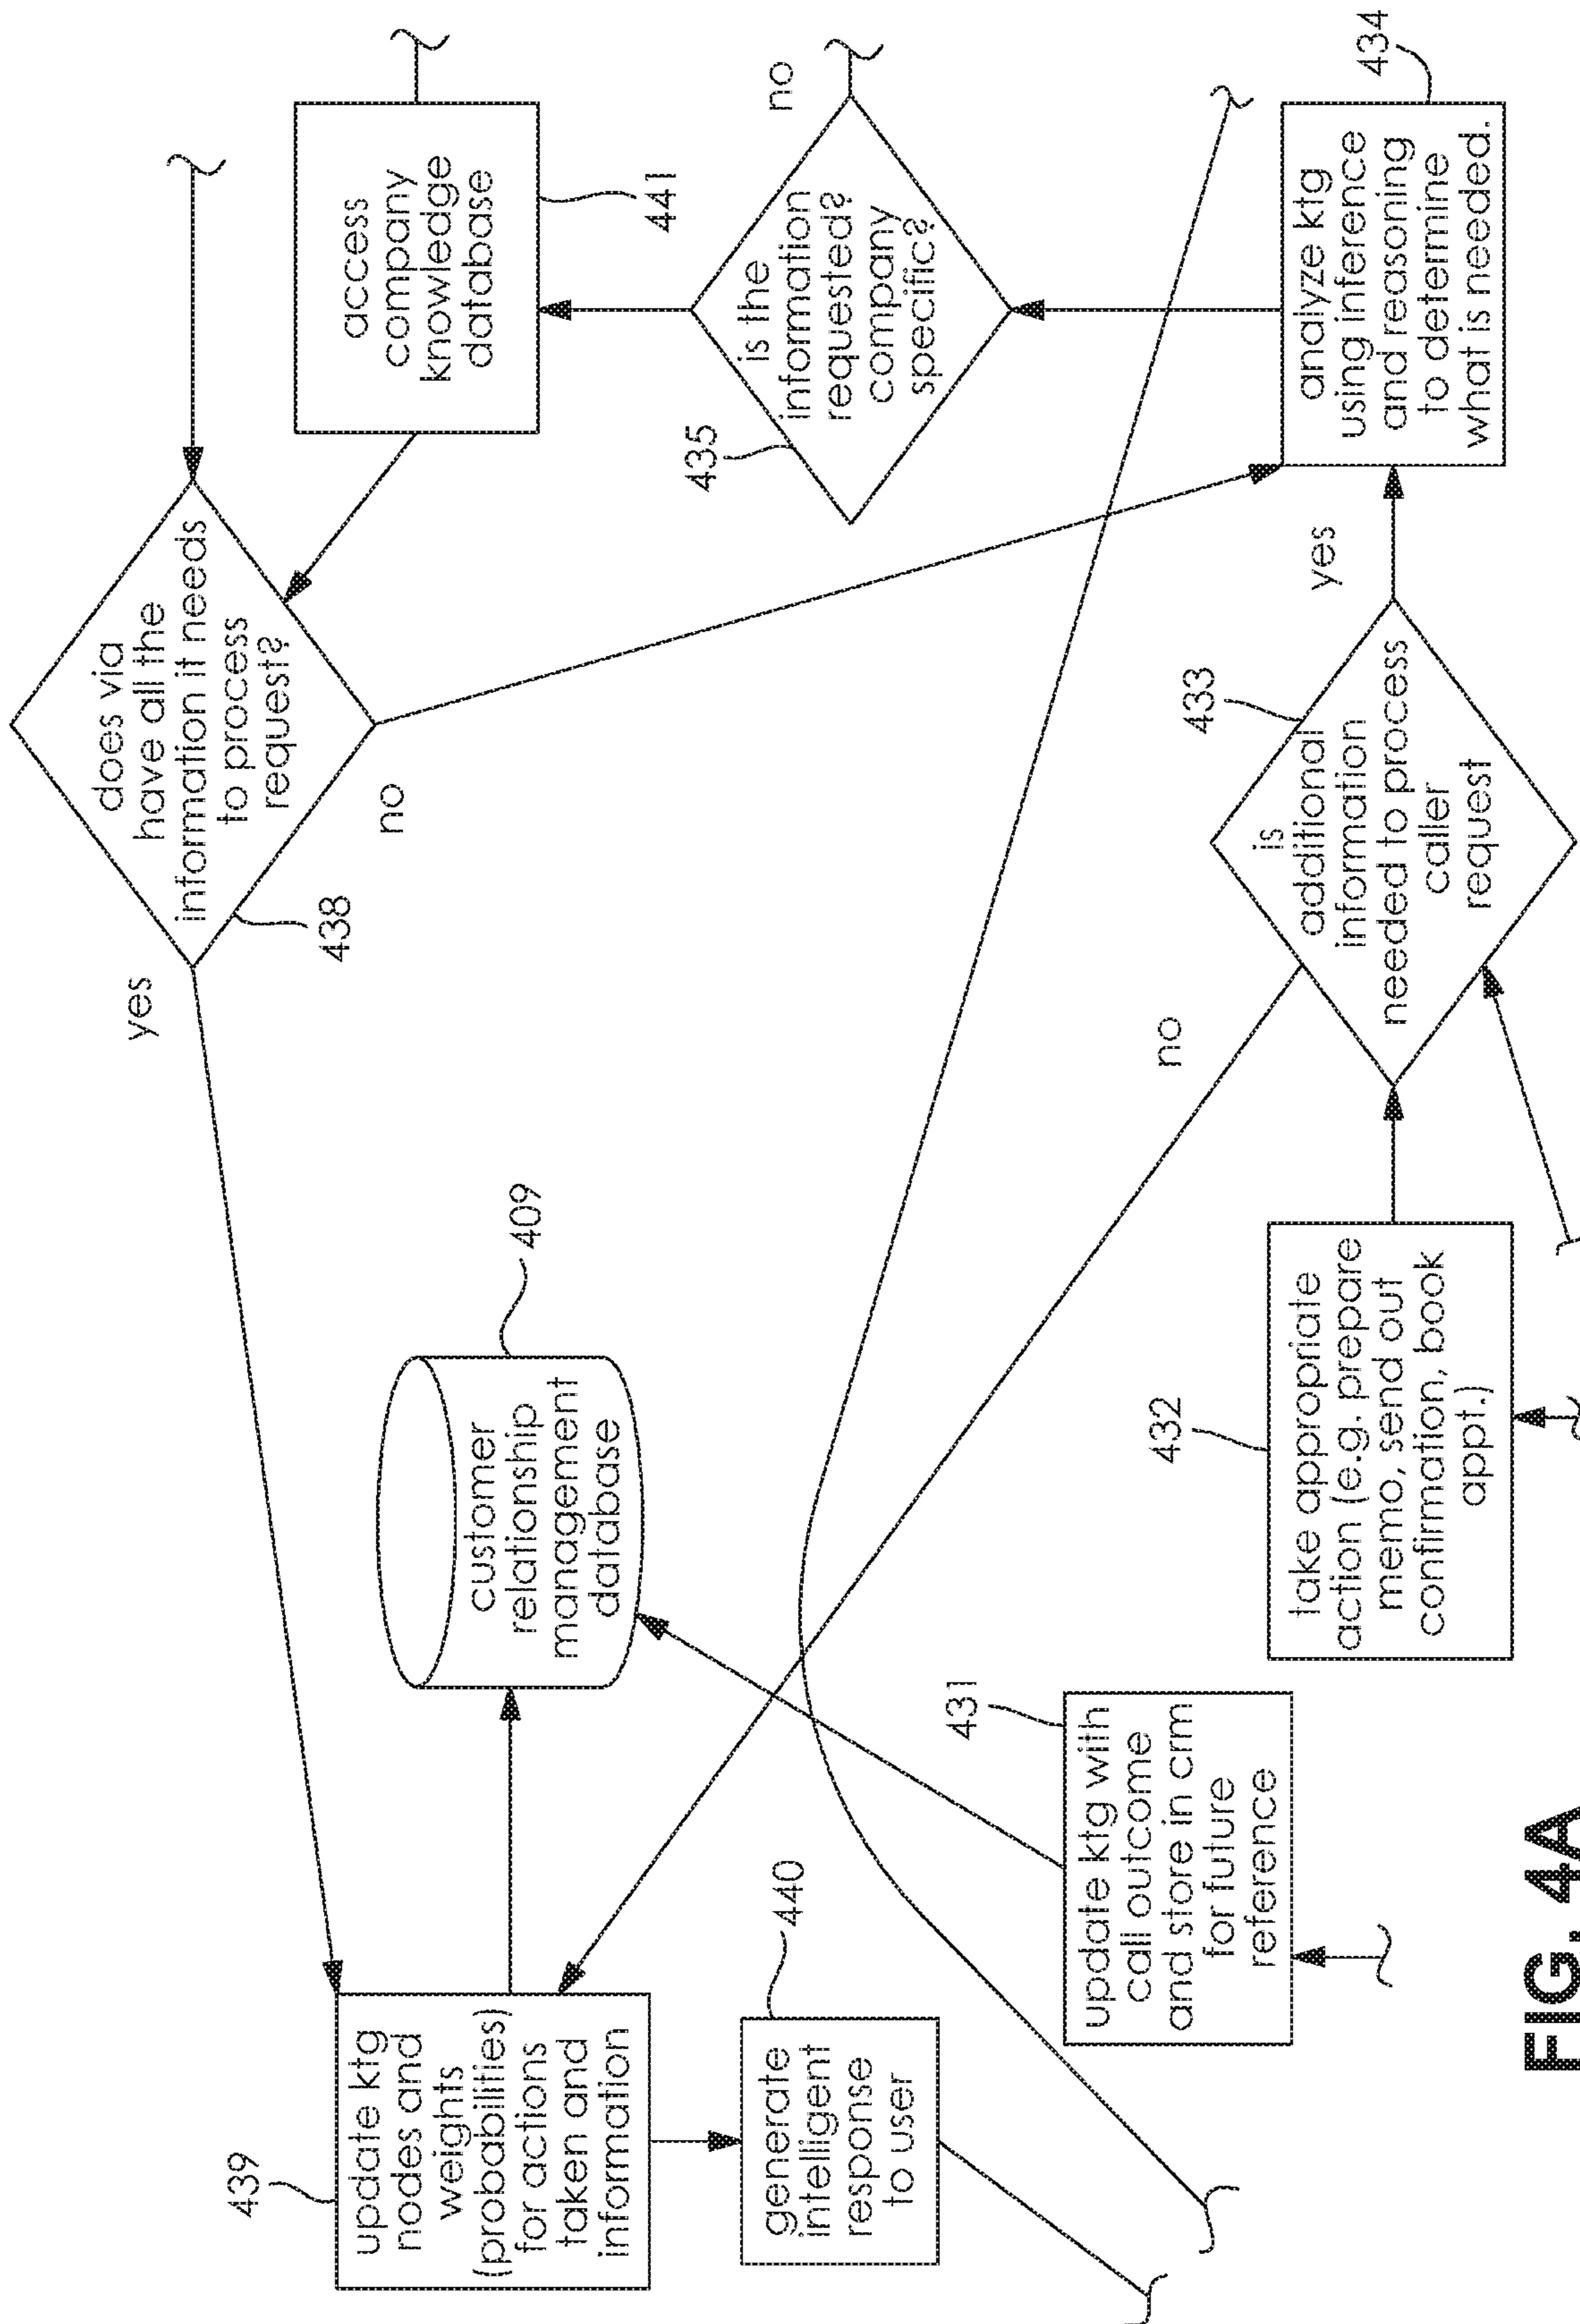 439
update ktg
nodes and
weights
(probabilities)
for actions
taken and
information
440
generate
intelligent
response
to user
customer
relationship
management
database
409
431
update ktg with
call outcome
and store in crm
for future
reference
432
take appropriate
action (e.g. prepare
memo, send out
confirmation, book
appt.)
yes
438
does via
have all the
information it needs
to process
request?
no
no
433
is
additional
information
needed to process
caller
request
yes
access
company
knowledge
database
441
435
is the
information
requested?
company
specific?
no
analyze ktg
using inference
and reasoning
to determine
what is needed.
434
FIG. 4A